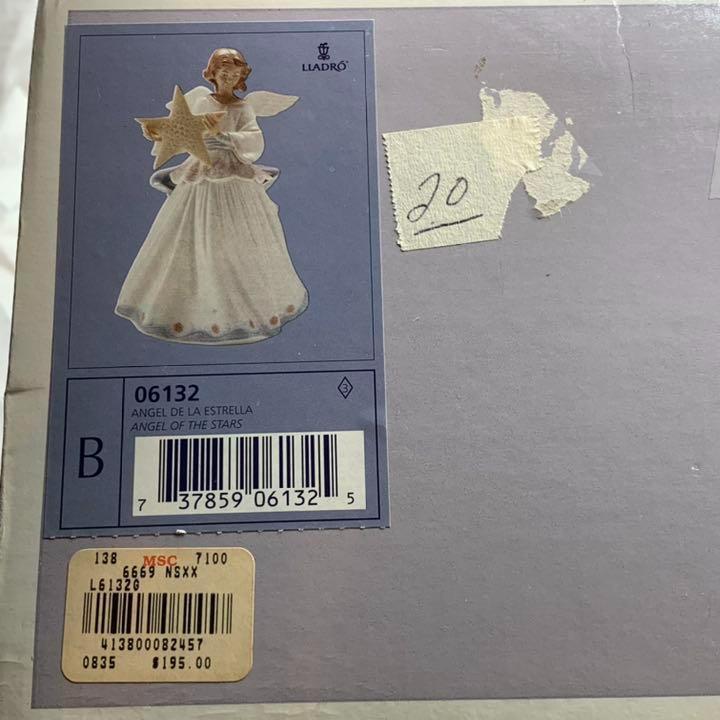 LLADRÓ
20
06132
3
ANGEL DE LA ESTRELLA
ANGEL OF THE STARS
B
7 37859 06132 5
138 MSC 7100
6669 NSXX
L6132G
413800082457
0835 $195.00